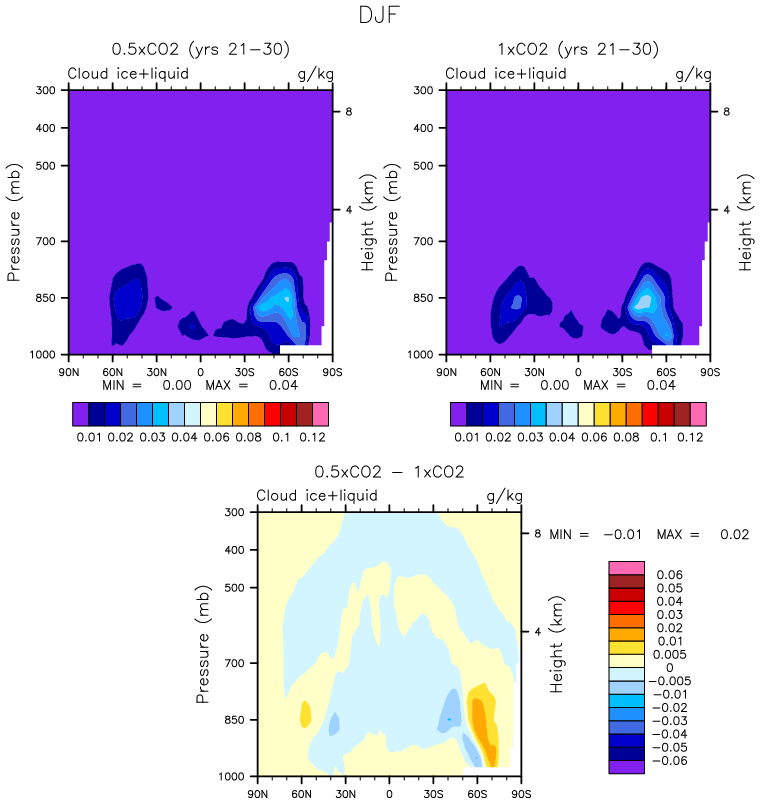 DJF
0.5xCO2 (yrs 21-30)
Cloud ice+liquid g/kg
300
400
500
700
850
1000
Pressure (mb)
8
4
Height (km)
90N 60N 30N 0 30S 60S 90S
MIN = 0.00 MAX = 0.04
0.01 0.02 0.03 0.04 0.06 0.08 0.1 0.12
1xCO2 (yrs 21-30)
Cloud ice+liquid g/kg
300
400
500
700
850
1000
Pressure (mb)
8
4
Height (km)
90N 60N 30N 0 30S 60S 90S
MIN = 0.00 MAX = 0.04
0.01 0.02 0.03 0.04 0.06 0.08 0.1 0.12
0.5xCO2 - 1xCO2
Cloud ice+liquid g/kg
300
400
500
700
850
1000
Pressure (mb)
8
4
Height (km)
90N 60N 30N 0 30S 60S 90S
MIN = -0.01 MAX = 0.02
0.06
0.05
0.04
0.03
0.02
0.01
0.005
0
-0.005
-0.01
-0.02
-0.03
-0.04
-0.05
-0.06